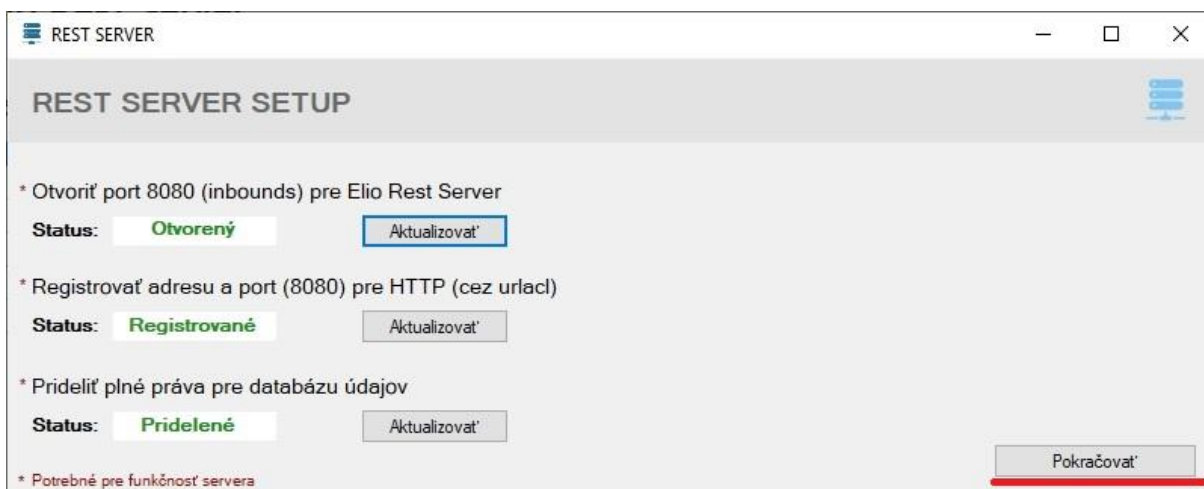 REST SERVER
REST SERVER SETUP
* Otvoriť port 8080 (inbounds) pre Elio Rest Server
Status: Otvorený Aktualizovať
* Registrovať adresu a port (8080) pre HTTP (cez urlacl)
Status: Registrované Aktualizovať
* Prideliť plné práva pre databázu údajov
Status: Pridelené Aktualizovať
Pokračovať
* Potrebné pre funkčnosť servera